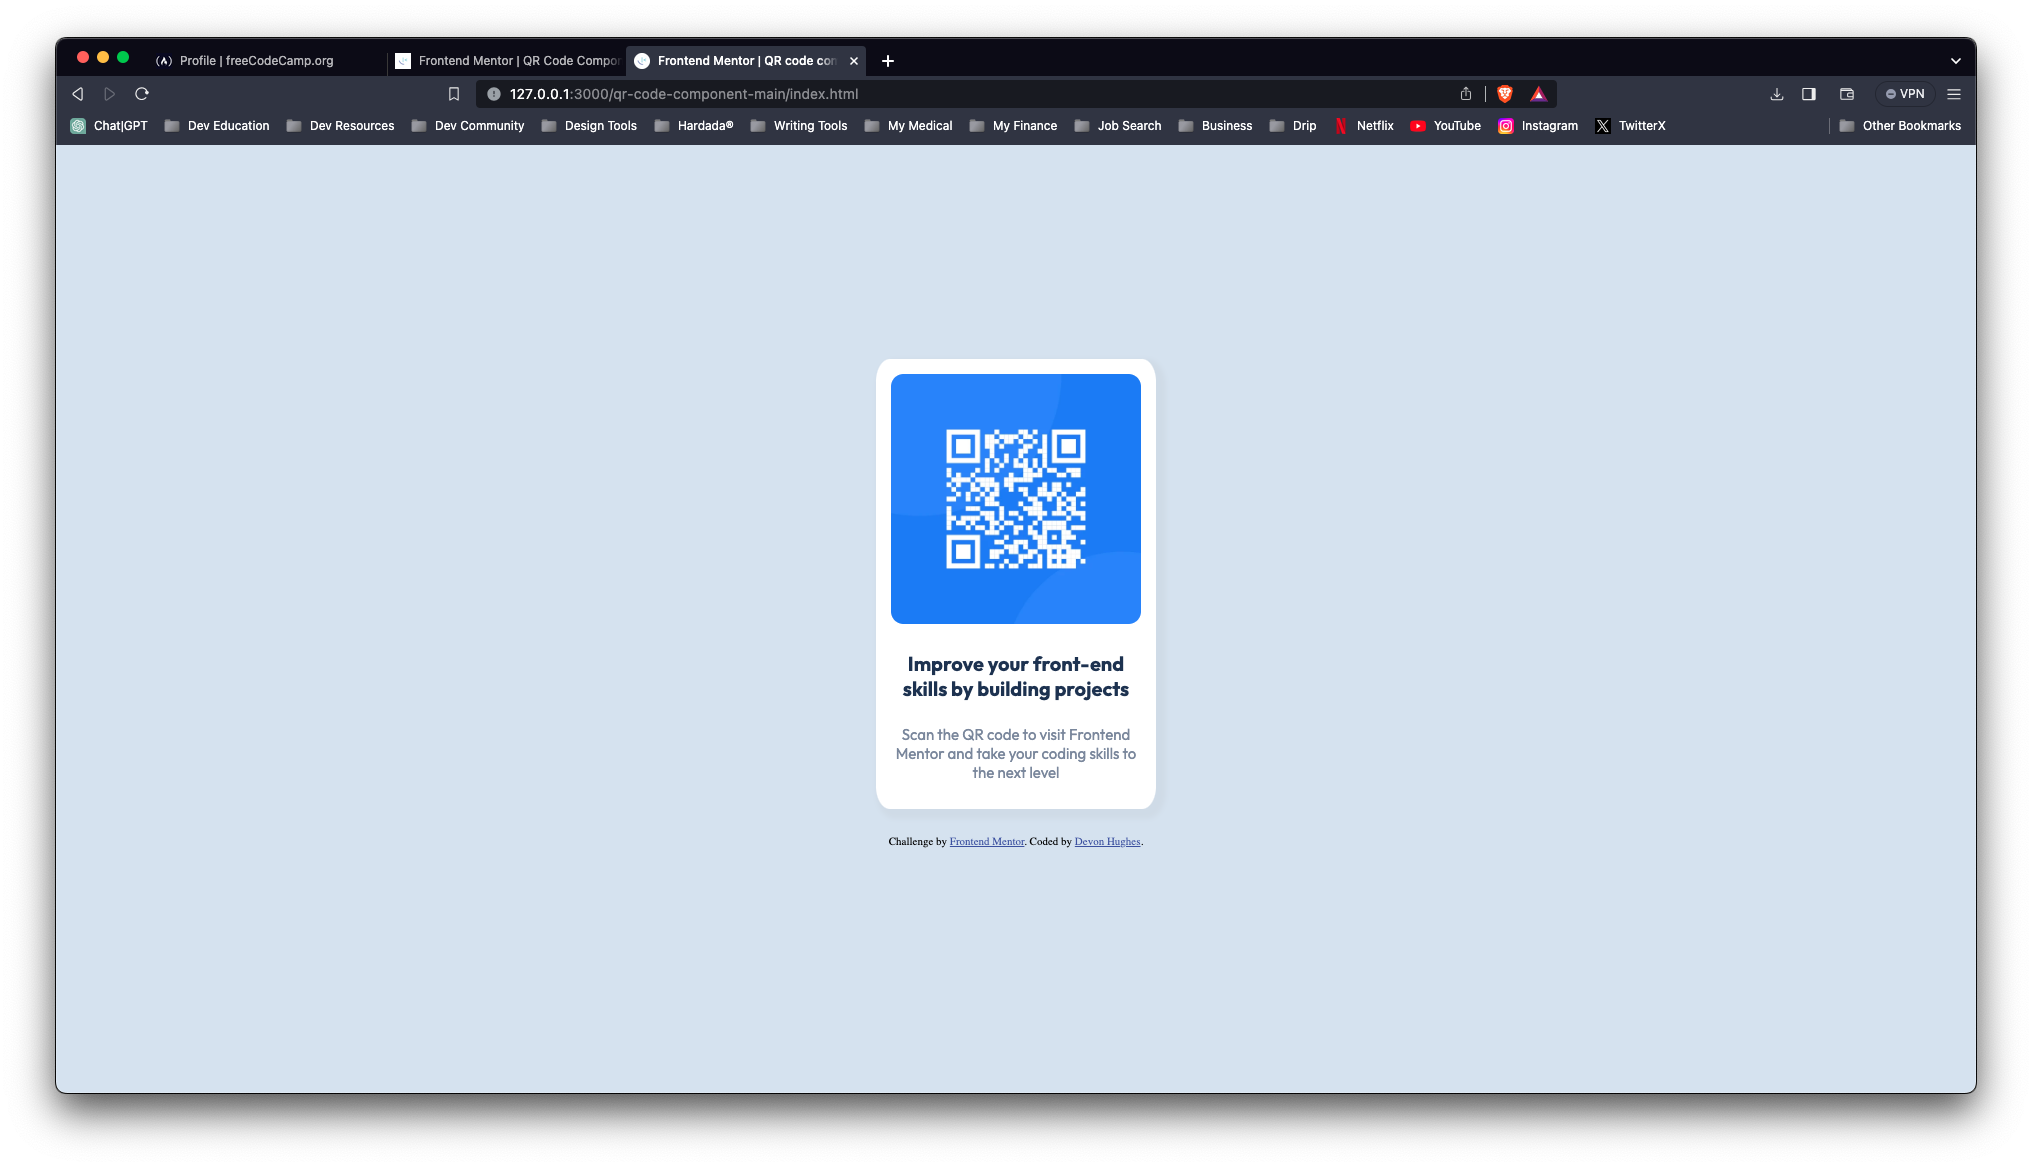 Profile | freeCodeCamp.org
Frontend Mentor | QR Code Compo
Frontend Mentor | QR code co
127.0.0.1:3000/qr-code-component-main/index.html
VPN
Chat|GPT
Dev Education
Dev Resources
Dev Community
Design Tools
Hardada®
Writing Tools
My Medical
My Finance
Job Search
Business
Drip
Netflix
YouTube
Instagram
TwitterX
Other Bookmarks
Improve your front-end
skills by building projects
Scan the QR code to visit Frontend
Mentor and take your coding skills to
the next level
Challenge by Frontend Mentor. Coded by Devon Hughes.